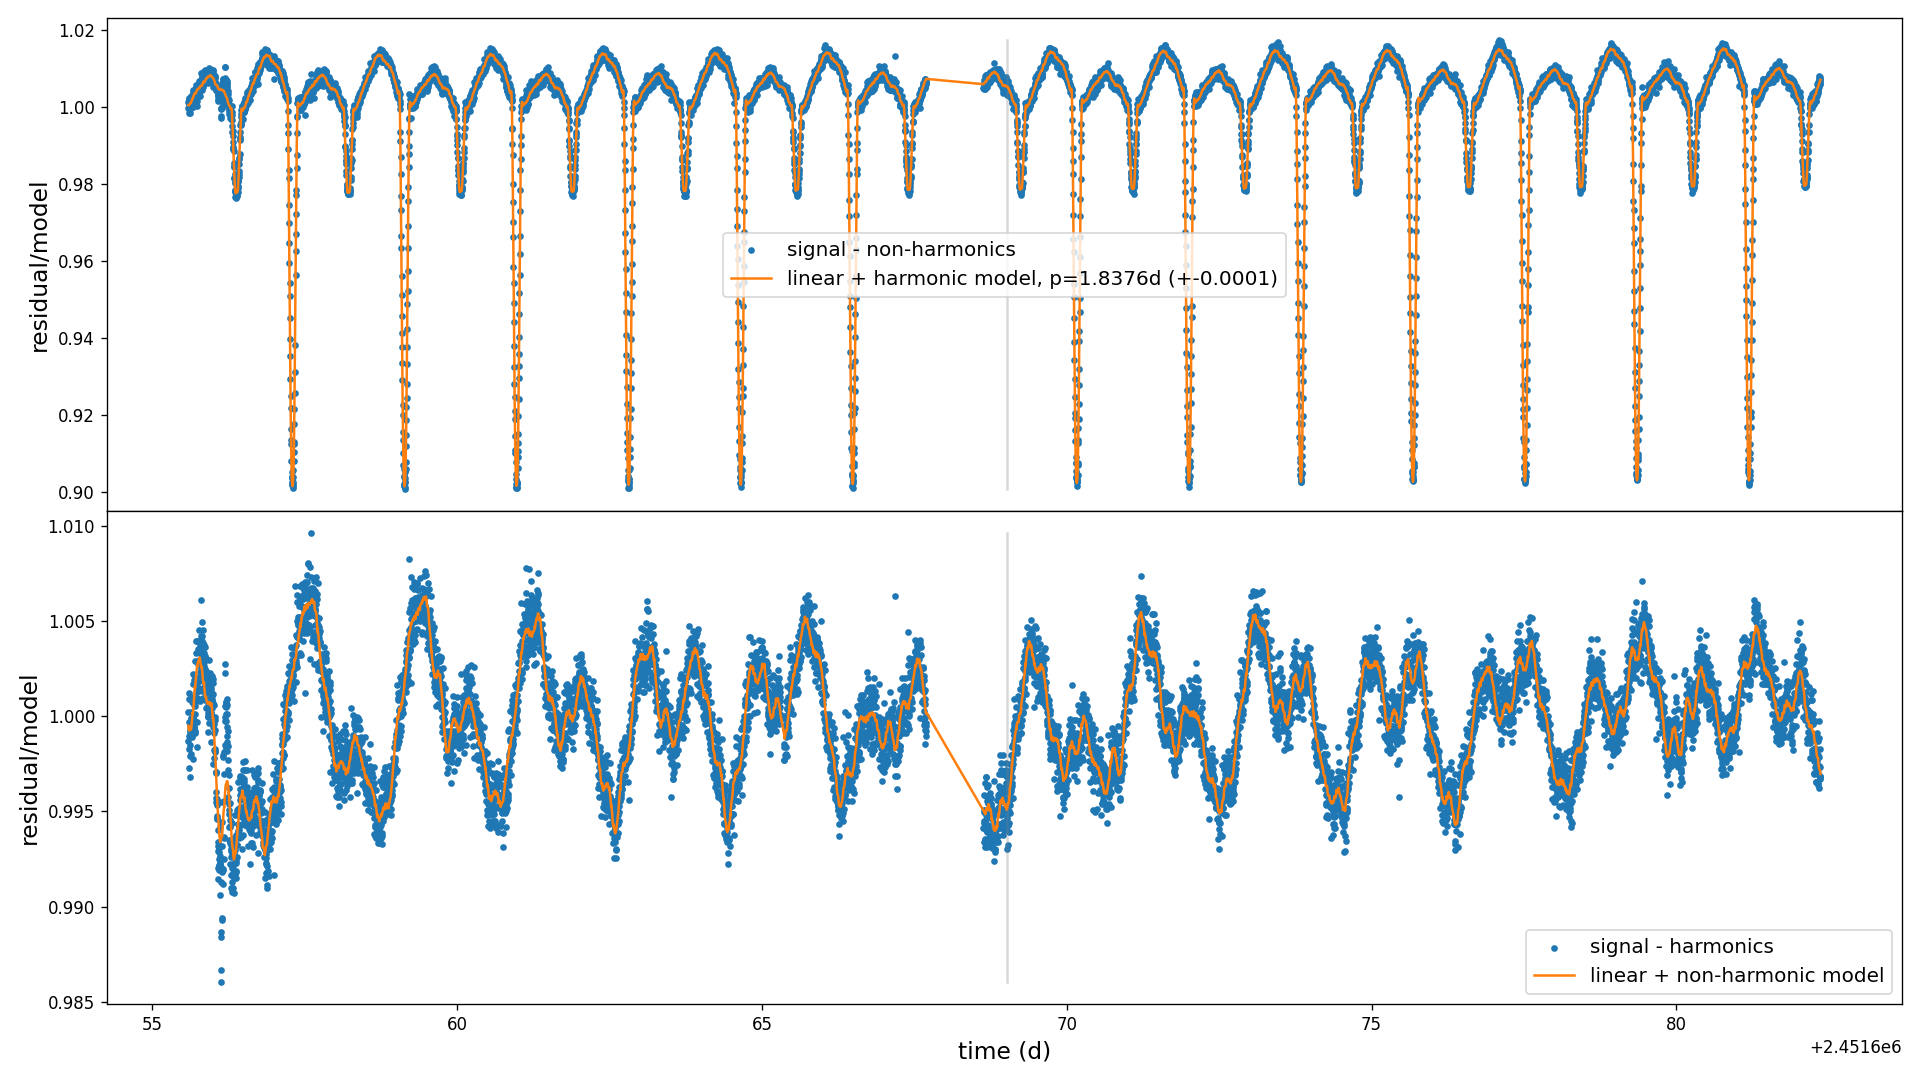 1.02
1.00
0.98
0.96
0.94
0.92
0.90
residual/model
signal - non-harmonics
linear + harmonic model, p=1.8376d (+-0.0001)
1.010
1.005
1.000
0.995
0.990
0.985
residual/model
signal - harmonics
linear + non-harmonic model
55 60 65 70 75 80
time (d)
+2.4516e6